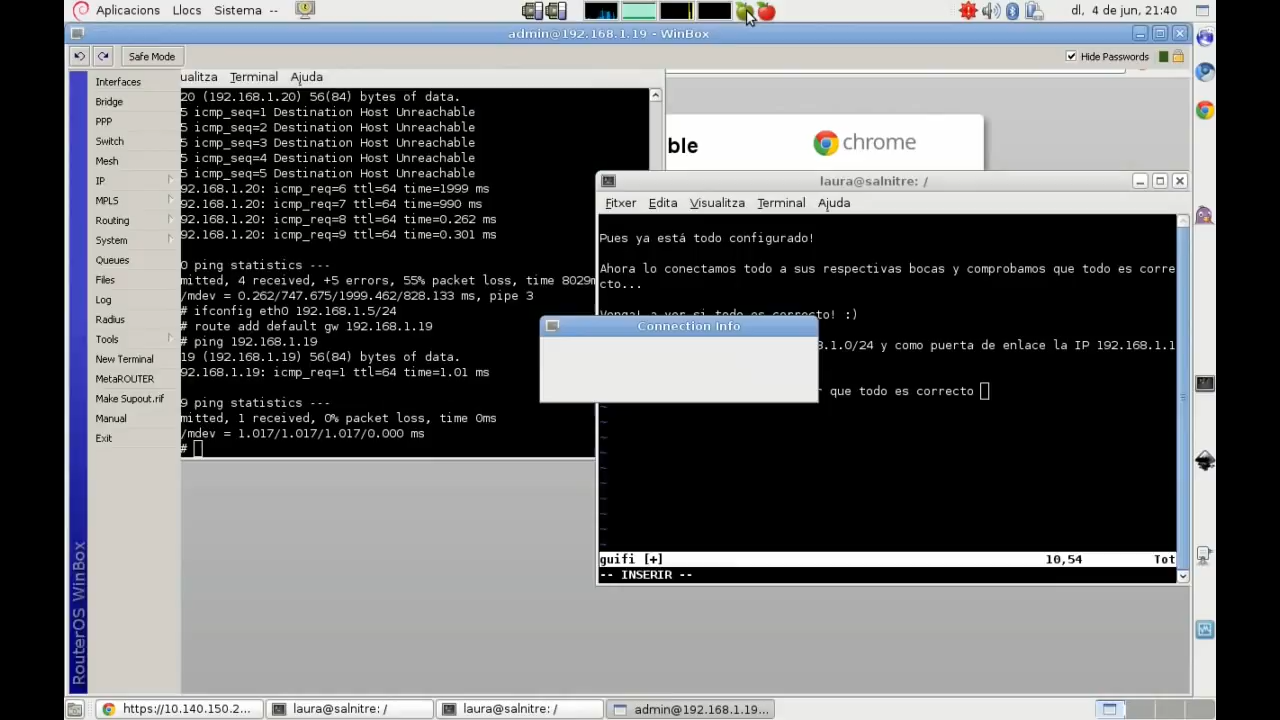 Aplicacions Llocs Sistema --
dl, 4 de jun, 21:40
admin@192.168.1.19 - WinBox
Safe Mode
Hide Passwords
Interfaces
Bridge
PPP
Switch
Mesh
IP
MPLS
Routing
System
Queues
Files
Log
Radius
Tools
New Terminal
MetaROUTER
Make Supout.rif
Manual
Exit
RouterOS WinBox
ualitza Terminal Ajuda
20 (192.168.1.20) 56(84) bytes of data.
5 icmp_seq=1 Destination Host Unreachable
5 icmp_seq=2 Destination Host Unreachable
5 icmp_seq=3 Destination Host Unreachable
5 icmp_seq=4 Destination Host Unreachable
5 icmp_seq=5 Destination Host Unreachable
92.168.1.20: icmp_req=6 ttl=64 time=1999 ms
92.168.1.20: icmp_req=7 ttl=64 time=990 ms
92.168.1.20: icmp_req=8 ttl=64 time=0.262 ms
92.168.1.20: icmp_req=9 ttl=64 time=0.301 ms
0 ping statistics ---
mitted, 4 received, +5 errors, 55% packet loss, time 8029m
/mdev = 0.262/747.675/1999.462/828.133 ms, pipe 3
# ifconfig eth0 192.168.1.5/24
# route add default gw 192.168.1.19
# ping 192.168.1.19
19 (192.168.1.19) 56(84) bytes of data.
92.168.1.19: icmp_req=1 ttl=64 time=1.01 ms
9 ping statistics ---
mitted, 1 received, 0% packet loss, time 0ms
/mdev = 1.017/1.017/1.017/0.000 ms
#
ble
chrome
laura@salnitre: /
Fitxer Edita Visualitza Terminal Ajuda
Pues ya está todo configurado!
Ahora lo conectamos todo a sus respectivas bocas y comprobamos que todo es corre
cto...
Venga! a ver si todo es correcto! :)
Connection Info
8.1.0/24 y como puerta de enlace la IP 192.168.1.1
que todo es correcto
~
~
~
~
~
~
~
~
~
guifi [+] 10,54 Tot
-- INSERIR --
https://10.140.150.2...
laura@salnitre: /
laura@salnitre: /
admin@192.168.1.19...